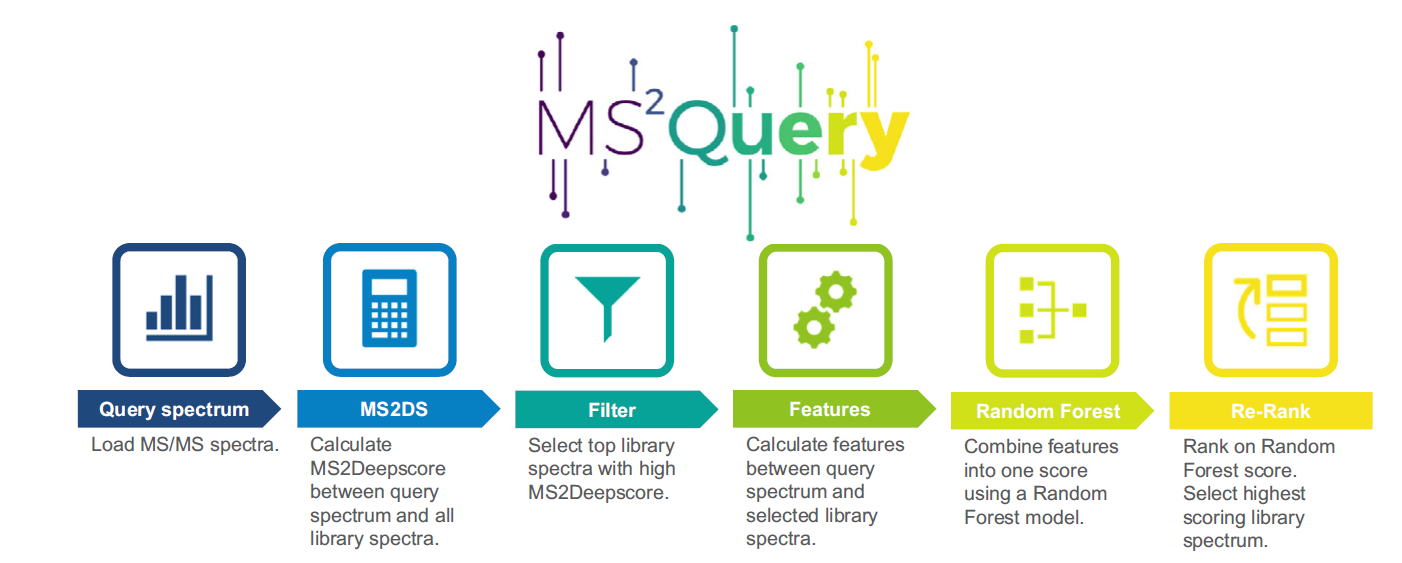 MS2Query
Query spectrum
Load MS/MS spectra.
MS2DS
Calculate
MS2Deepscore
between query
spectrum and all
library spectra.
Filter
Select top library
spectra with high
MS2Deepscore.
Features
Calculate features
between query
spectrum and
selected library
spectra.
Random Forest
Combine features
into one score
using a Random
Forest model.
Re-Rank
Rank on Random
Forest score.
Select highest
scoring library
spectrum.